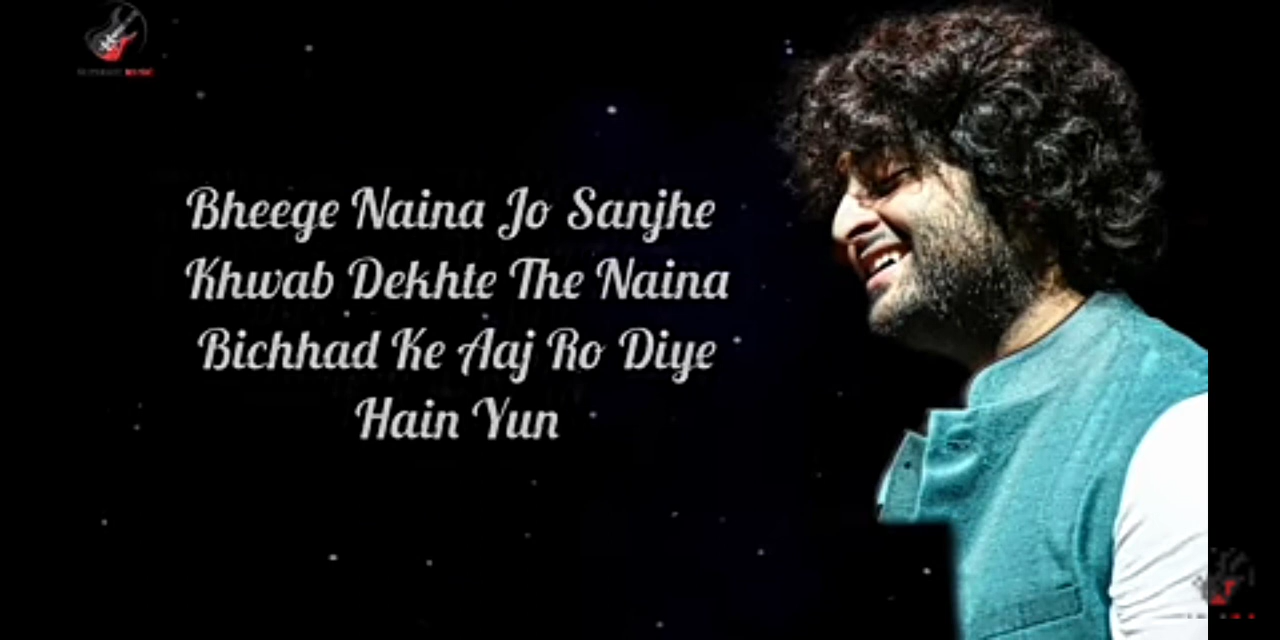 Bheege Naina Jo Sanjhe
Khwab Dekhte The Naina
Bichhad Ke Aaj Ro Diye
Hain Yun